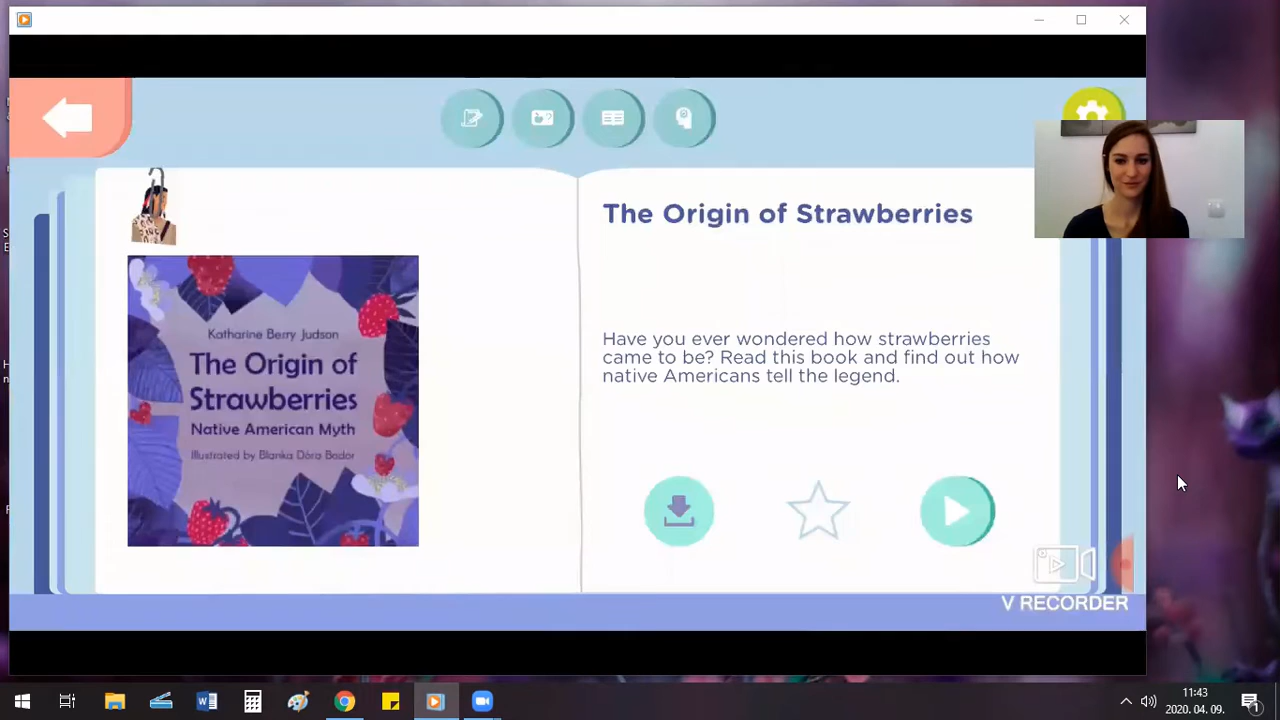 The Origin of Strawberries
Katharine Berry Judson
The Origin of
Strawberries
Native American Myth
Illustrated by Blanka Dóra Bodor
Have you ever wondered how strawberries
came to be? Read this book and find out how
native Americans tell the legend.
V RECORDER
11:43
2020. 04. 09.
1